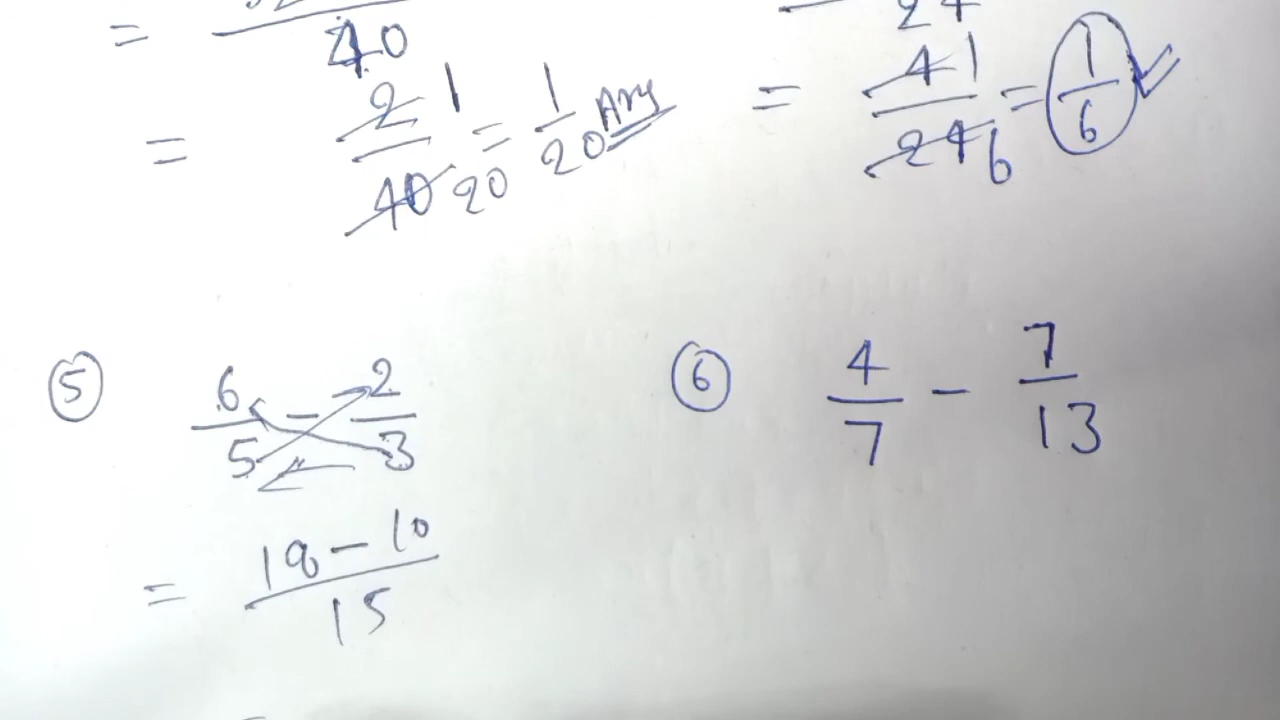 = 40
= 2/40 1/20 = 1/20 Ans
24
= 4/24 1/6 = 1/6
5 6/5 - 2/3
= 18 - 10 / 15
6 4/7 - 7/13